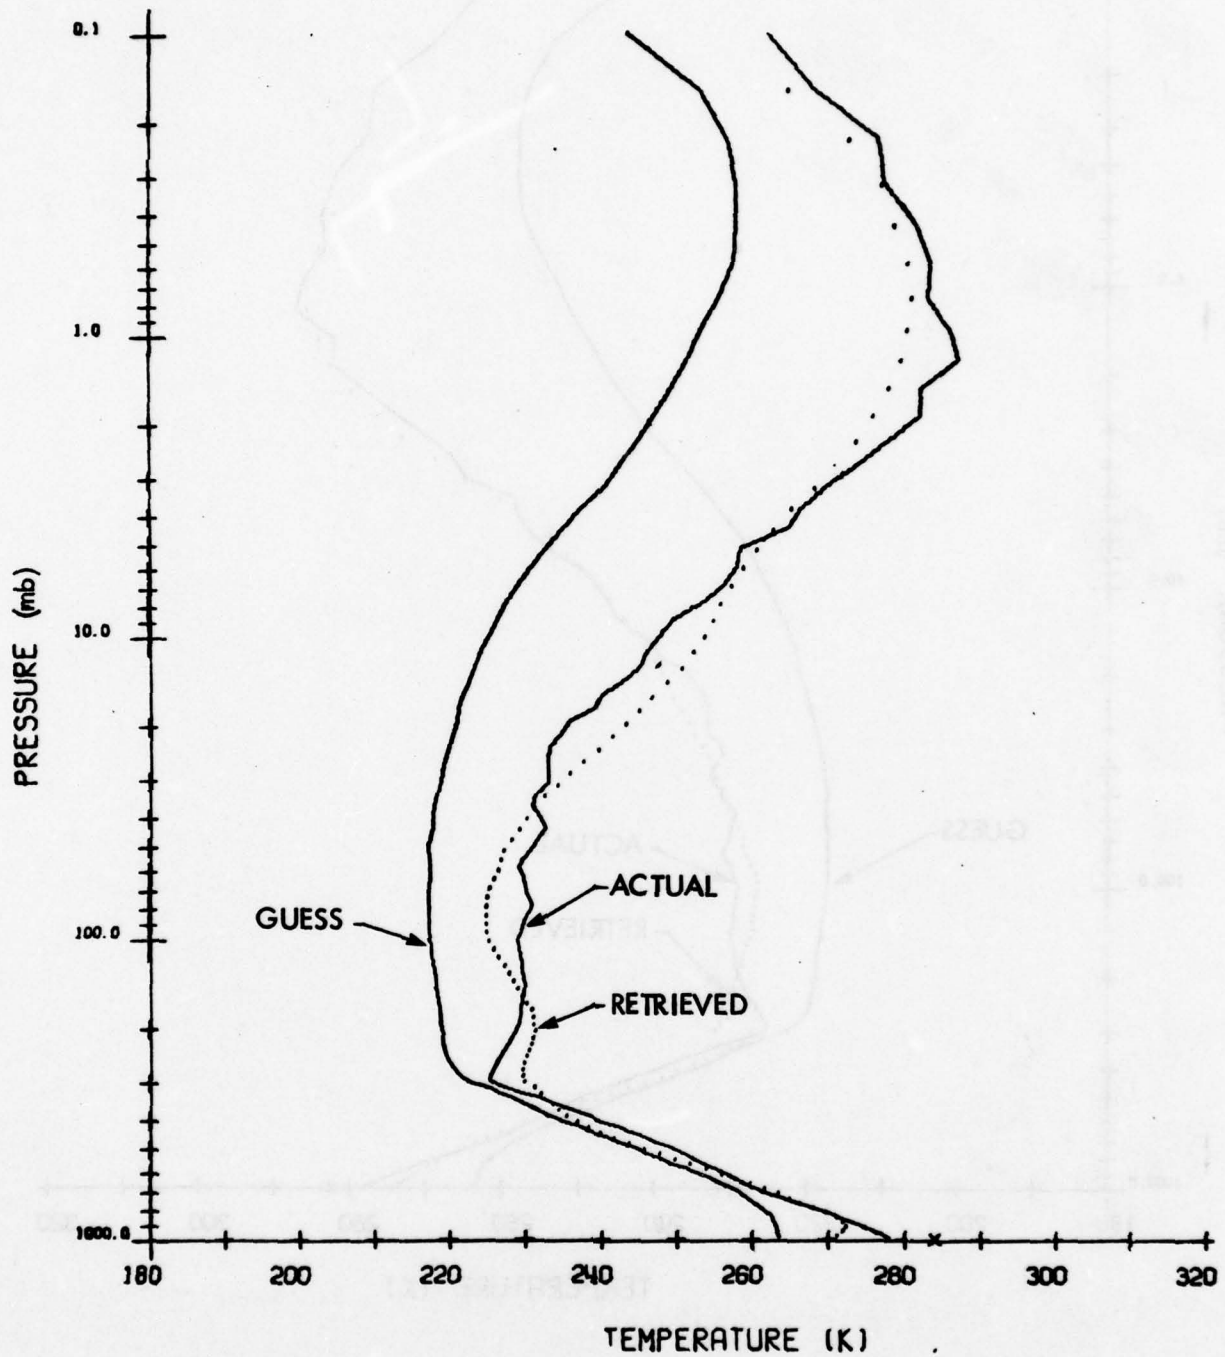 0.1
1.0
10.0
100.0
1000.0
PRESSURE (mb)
GUESS
ACTUAL
RETRIEVED
180 200 220 240 260 280 300 320
TEMPERATURE (K)